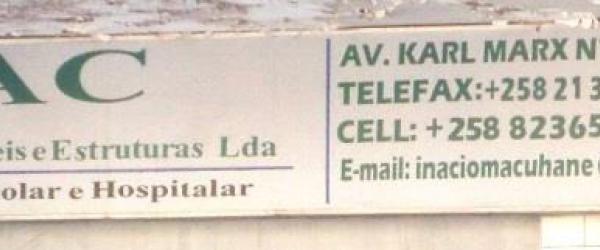 AC
eis e Estruturas Lda
olar e Hospitalar
AV. KARL MARX N
TELEFAX:+258 21 3
CELL: +258 82365
E-mail: inaciomacuhane